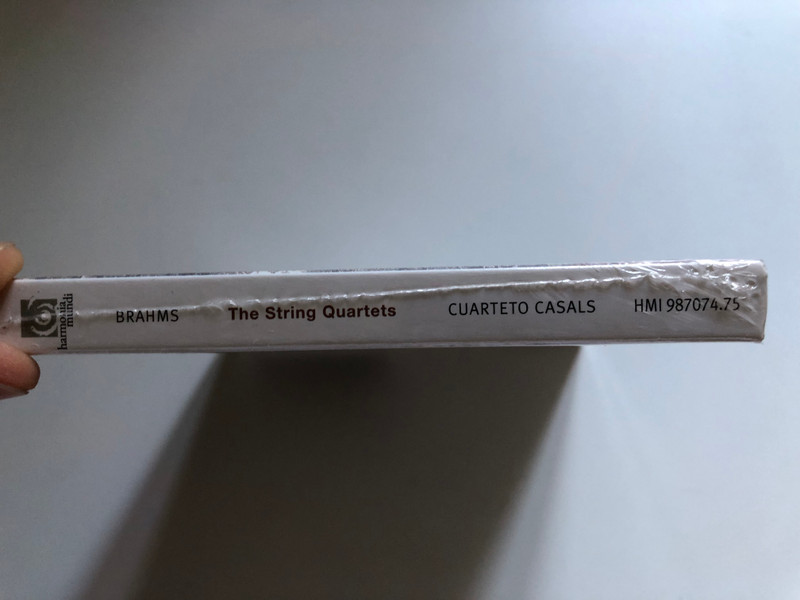 harmonia
mundi
BRAHMS
The String Quartets
CUARTETO CASALS
HMI 987074.75